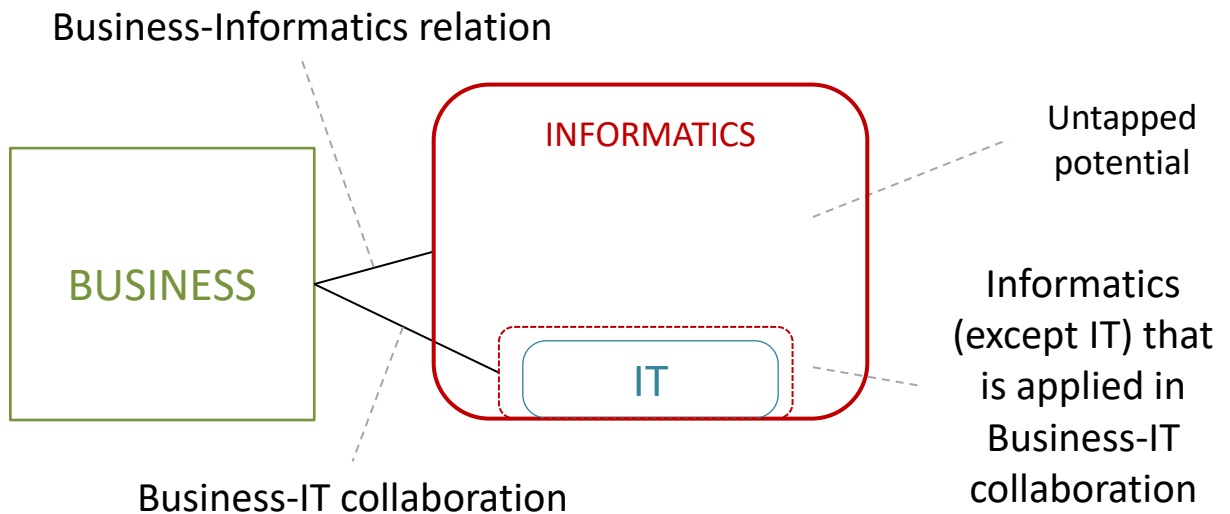 Business-Informatics relation
INFORMATICS
Untapped
potential
BUSINESS
Informatics
(except IT) that
is applied in
Business-IT
collaboration
IT
Business-IT collaboration